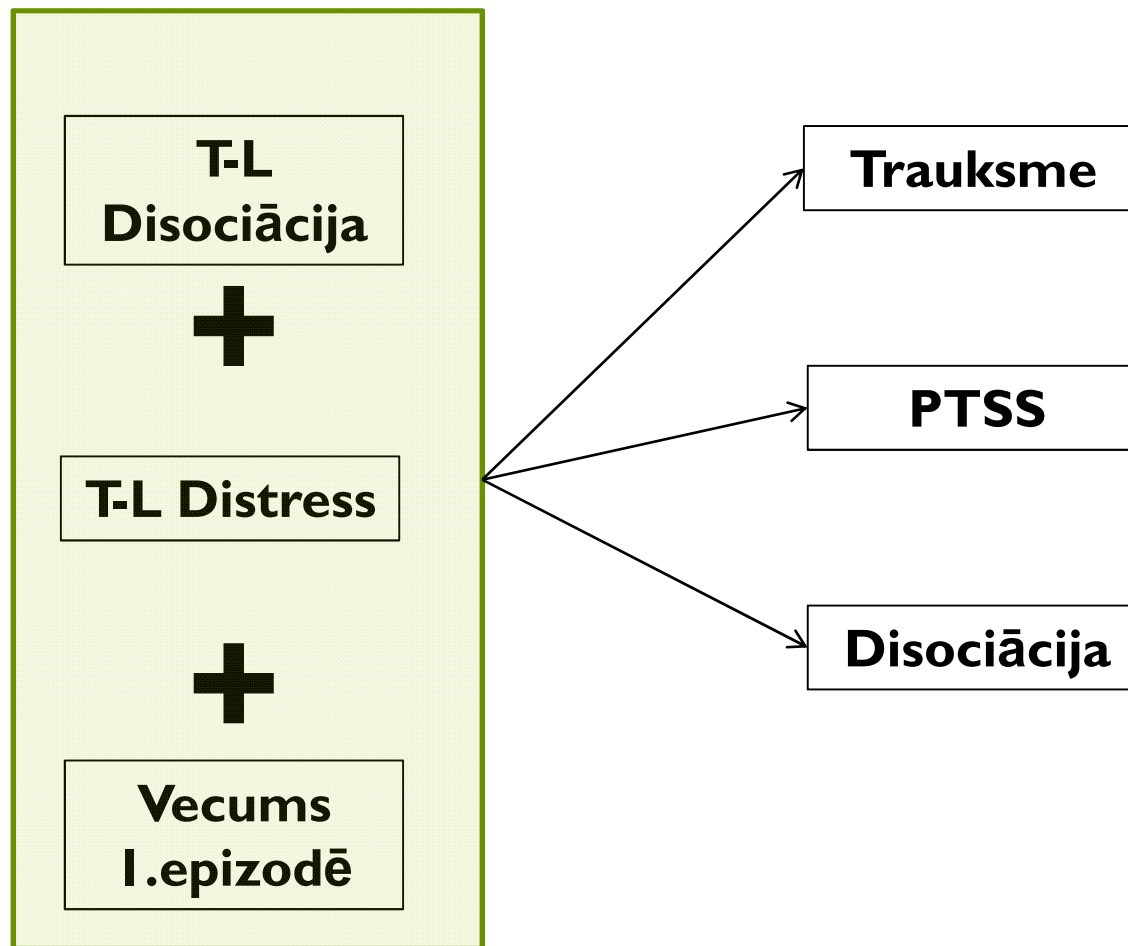 T-L
Disociācija
+
T-L Distress
+
Vecums
1.epizodē
Trauksme
PTSS
Disociācija